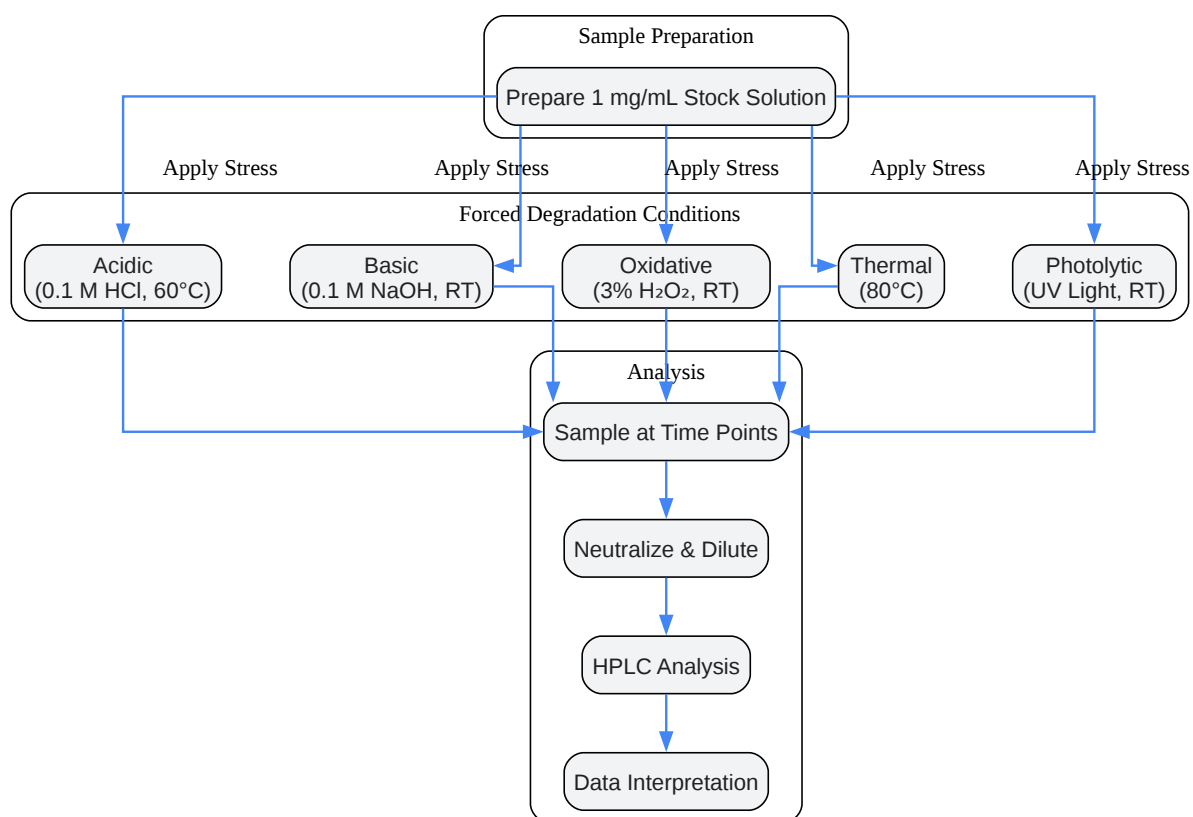 Sample Preparation
Prepare 1 mg/mL Stock Solution
Apply Stress
Apply Stress
Apply Stress
Apply Stress
Apply Stress
Forced Degradation Conditions
Acidic
(0.1 M HCl, 60°C)
Basic
(0.1 M NaOH, RT)
Oxidative
(3% H₂O₂, RT)
Thermal
(80°C)
Photolytic
(UV Light, RT)
Analysis
Sample at Time Points
Neutralize & Dilute
HPLC Analysis
Data Interpretation